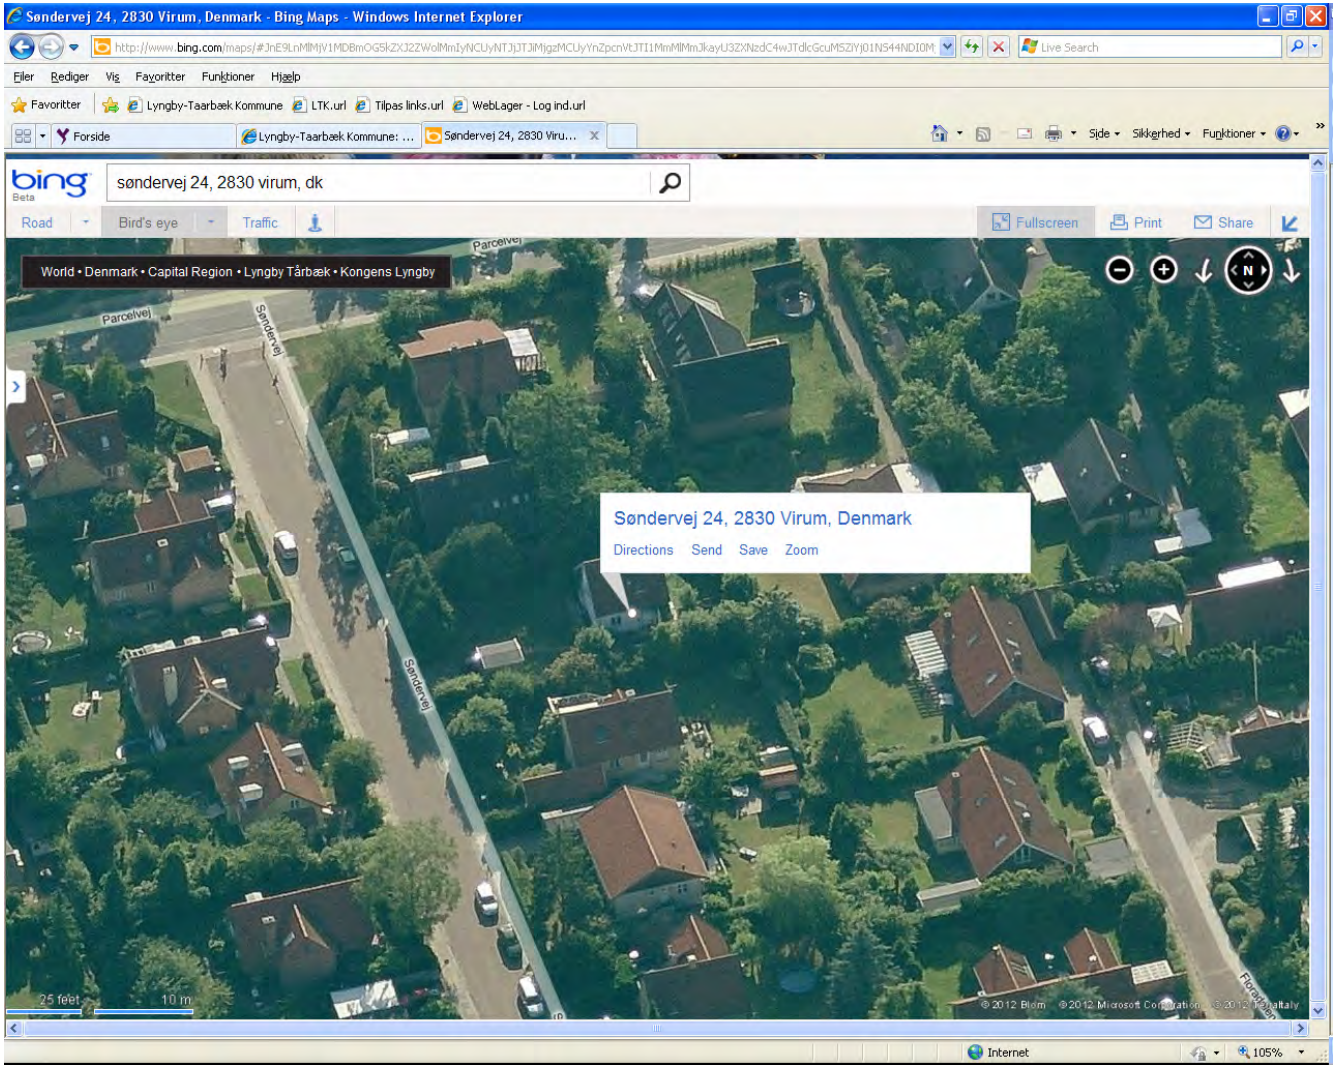 Søndervej 24, 2830 Virum, Denmark - Bing Maps - Windows Internet Explorer
Live Search
Filer Rediger Vis Favoritter Funktioner Hjælp
Favoritter Lyngby-Taarbæk Kommune LTK.url Tilpas links.url WebLager - Log ind.url
Forside Lyngby-Taarbæk Kommune: ... Søndervej 24, 2830 Viru... X
Side Sikkerhed Funktioner »
bing
Beta
søndervej 24, 2830 virum, dk
Road Bird's eye Traffic Fullscreen Print Share
Parcelvej
World • Denmark • Capital Region • Lyngby Tårbæk • Kongens Lyngby
N
Parcelvej
Søndervej
Søndervej 24, 2830 Virum, Denmark
Directions Send Save Zoom
Søndervej
25 feet 10 m
© 2012 Blom © 2012 Microsoft Corporation
Internet 105%